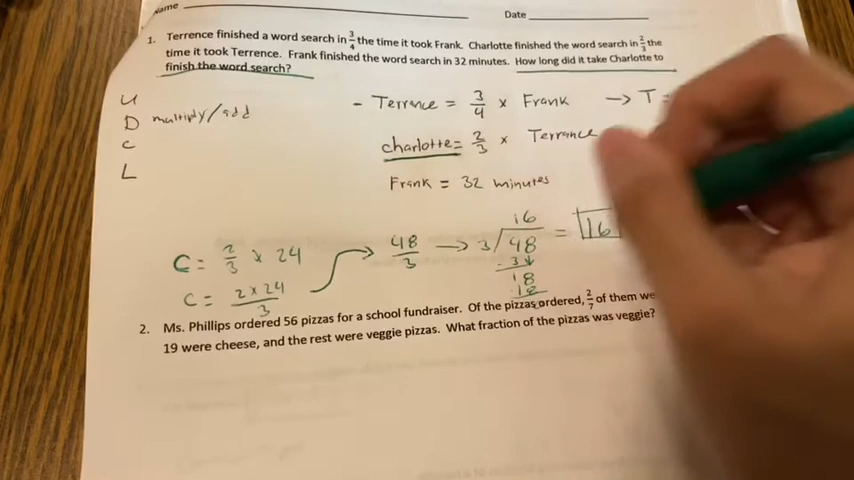 Name
Date
1. Terrence finished a word search in 3/4 the time it took Frank. Charlotte finished the word search in 2/3 the
time it took Terrence. Frank finished the word search in 32 minutes. How long did it take Charlotte to
finish the word search?
U
D multiply/add
C
L
- Terrance = 3/4 × Frank → T =
charlotte = 2/3 × Terrance
Frank = 32 minutes
C = 2/3 × 24
C = 2×24/3
48/3 → 3/48 = 16
16
- 3
18
18
2. Ms. Phillips ordered 56 pizzas for a school fundraiser. Of the pizzas ordered, 2/7 of them we
19 were cheese, and the rest were veggie pizzas. What fraction of the pizzas was veggie?